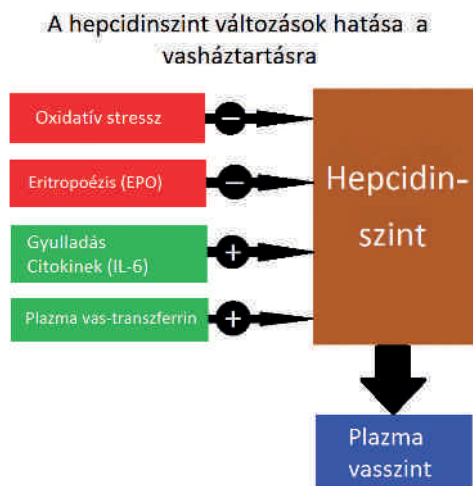 A hepcidinszint változások hatása a
vasháztartásra
Oxidatív stressz
−
Eritropoézis (EPO)
−
Gyulladás
Citokinek (IL-6)
+
Plazma vas-transzferrin
+
Hepcidin-
szint
Plazma
vasszint